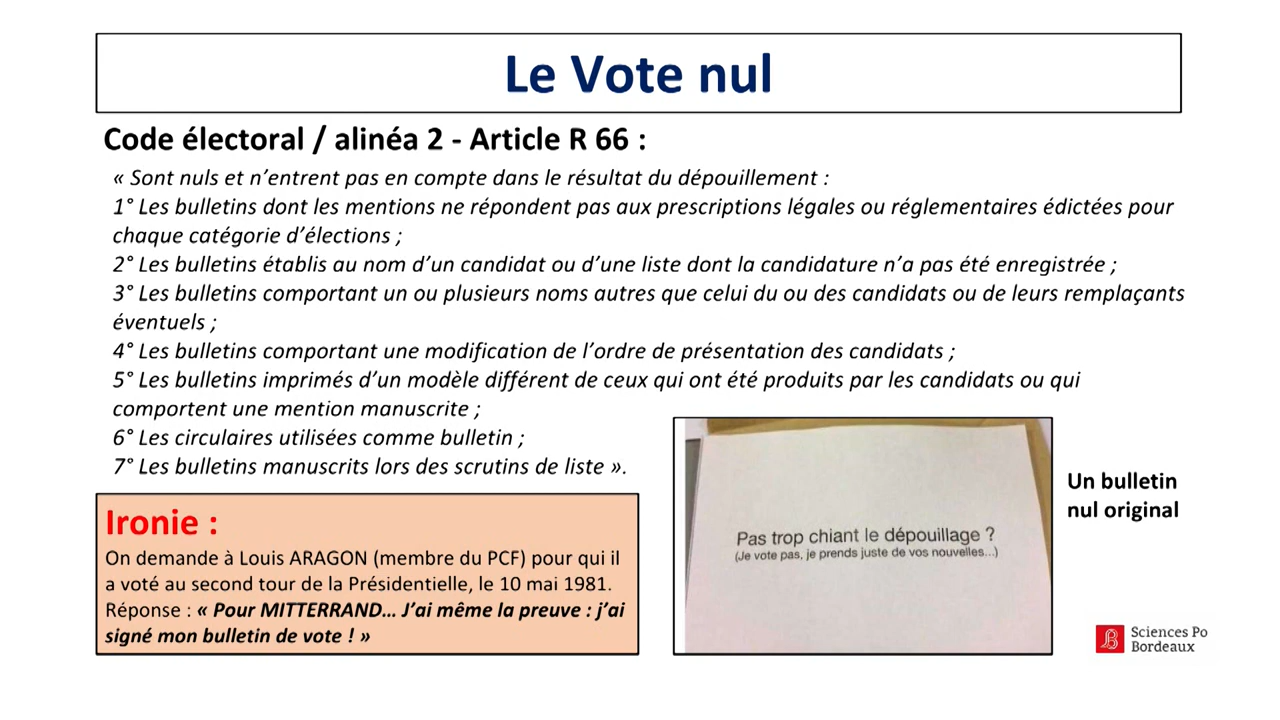 Le Vote nul
Code électoral / alinéa 2 - Article R 66 :
« Sont nuls et n’entrent pas en compte dans le résultat du dépouillement :
1° Les bulletins dont les mentions ne répondent pas aux prescriptions légales ou réglementaires édictées pour
chaque catégorie d’élections ;
2° Les bulletins établis au nom d’un candidat ou d’une liste dont la candidature n’a pas été enregistrée ;
3° Les bulletins comportant un ou plusieurs noms autres que celui du ou des candidats ou de leurs remplaçants
éventuels ;
4° Les bulletins comportant une modification de l’ordre de présentation des candidats ;
5° Les bulletins imprimés d’un modèle différent de ceux qui ont été produits par les candidats ou qui
comportent une mention manuscrite ;
6° Les circulaires utilisées comme bulletin ;
7° Les bulletins manuscrits lors des scrutins de liste ».
Ironie :
On demande à Louis ARAGON (membre du PCF) pour qui il
a voté au second tour de la Présidentielle, le 10 mai 1981.
Réponse : « Pour MITTERRAND… J’ai même la preuve : j’ai
signé mon bulletin de vote ! »
Pas trop chiant le dépouillage ?
(Je vote pas, je prends juste de vos nouvelles...)
Un bulletin
nul original
Sciences Po
Bordeaux